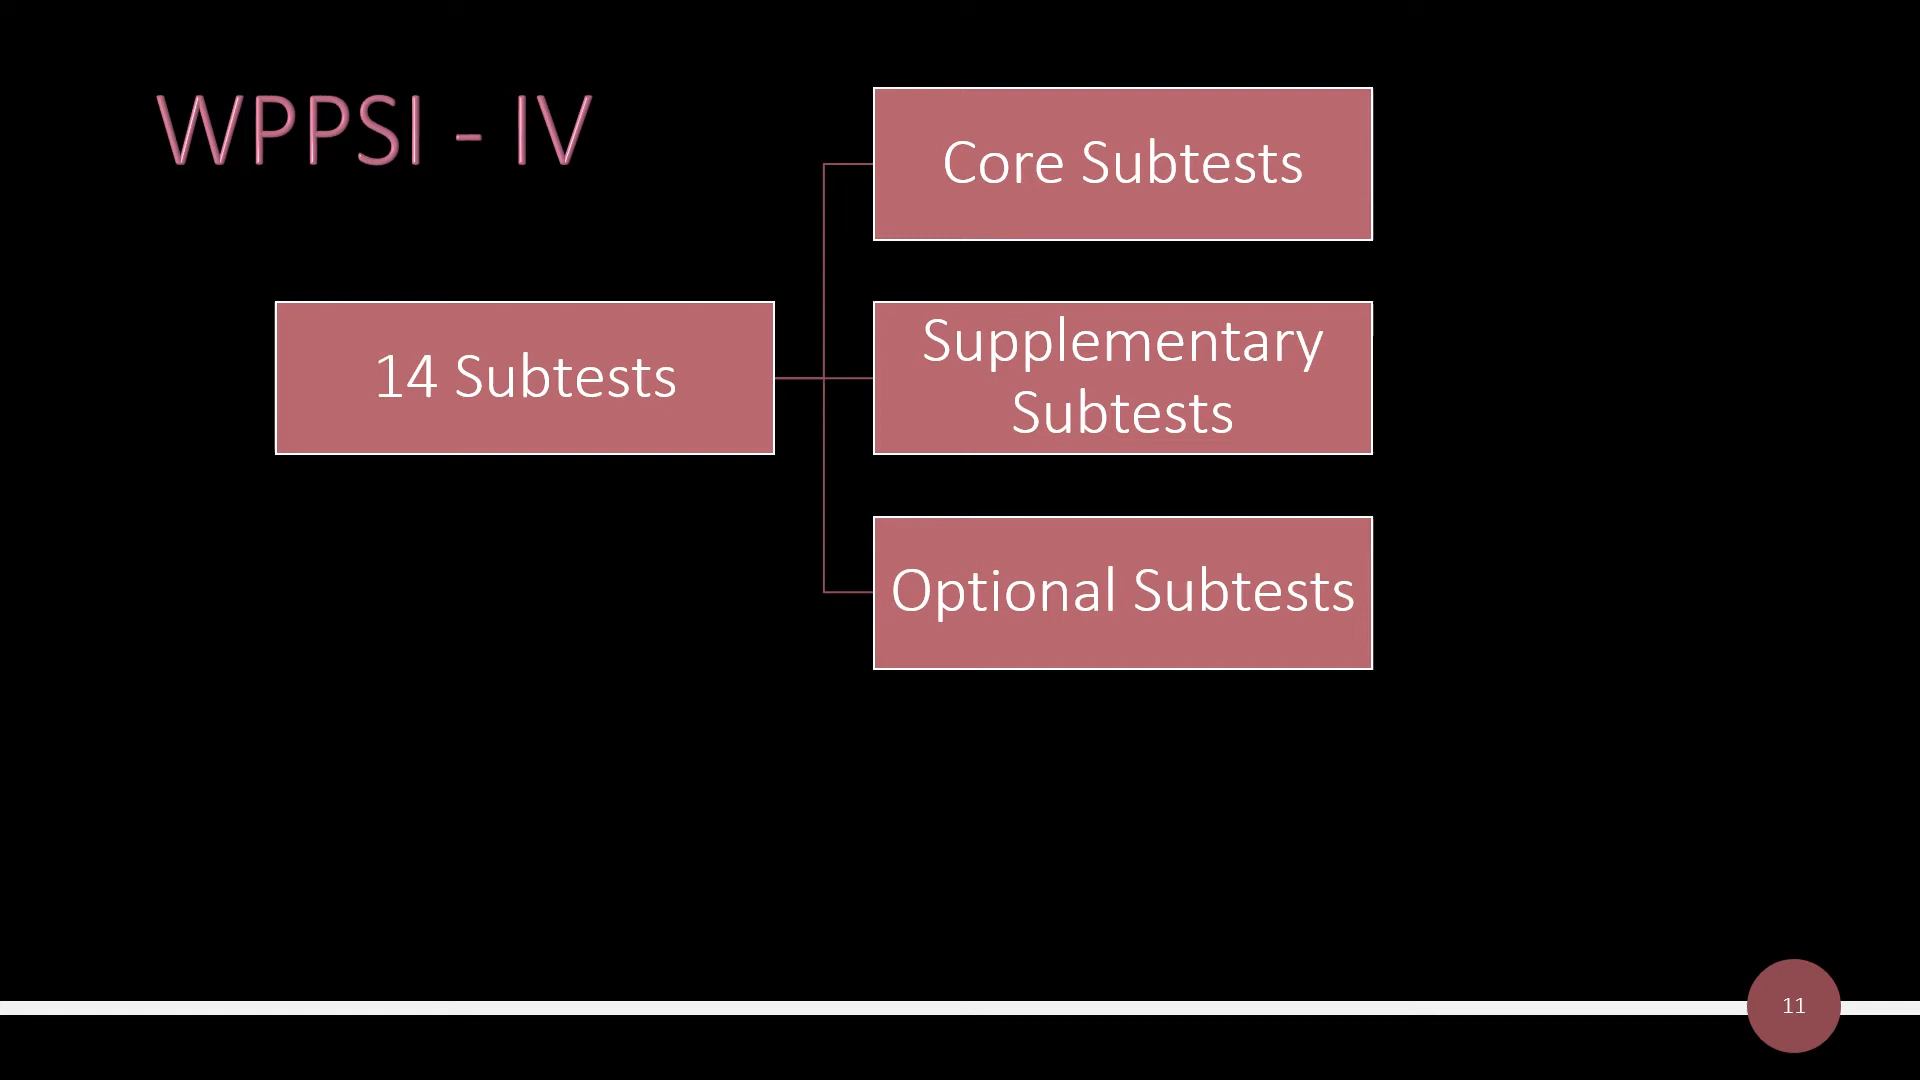 WPPSI - IV
14 Subtests
Core Subtests
Supplementary
Subtests
Optional Subtests
11